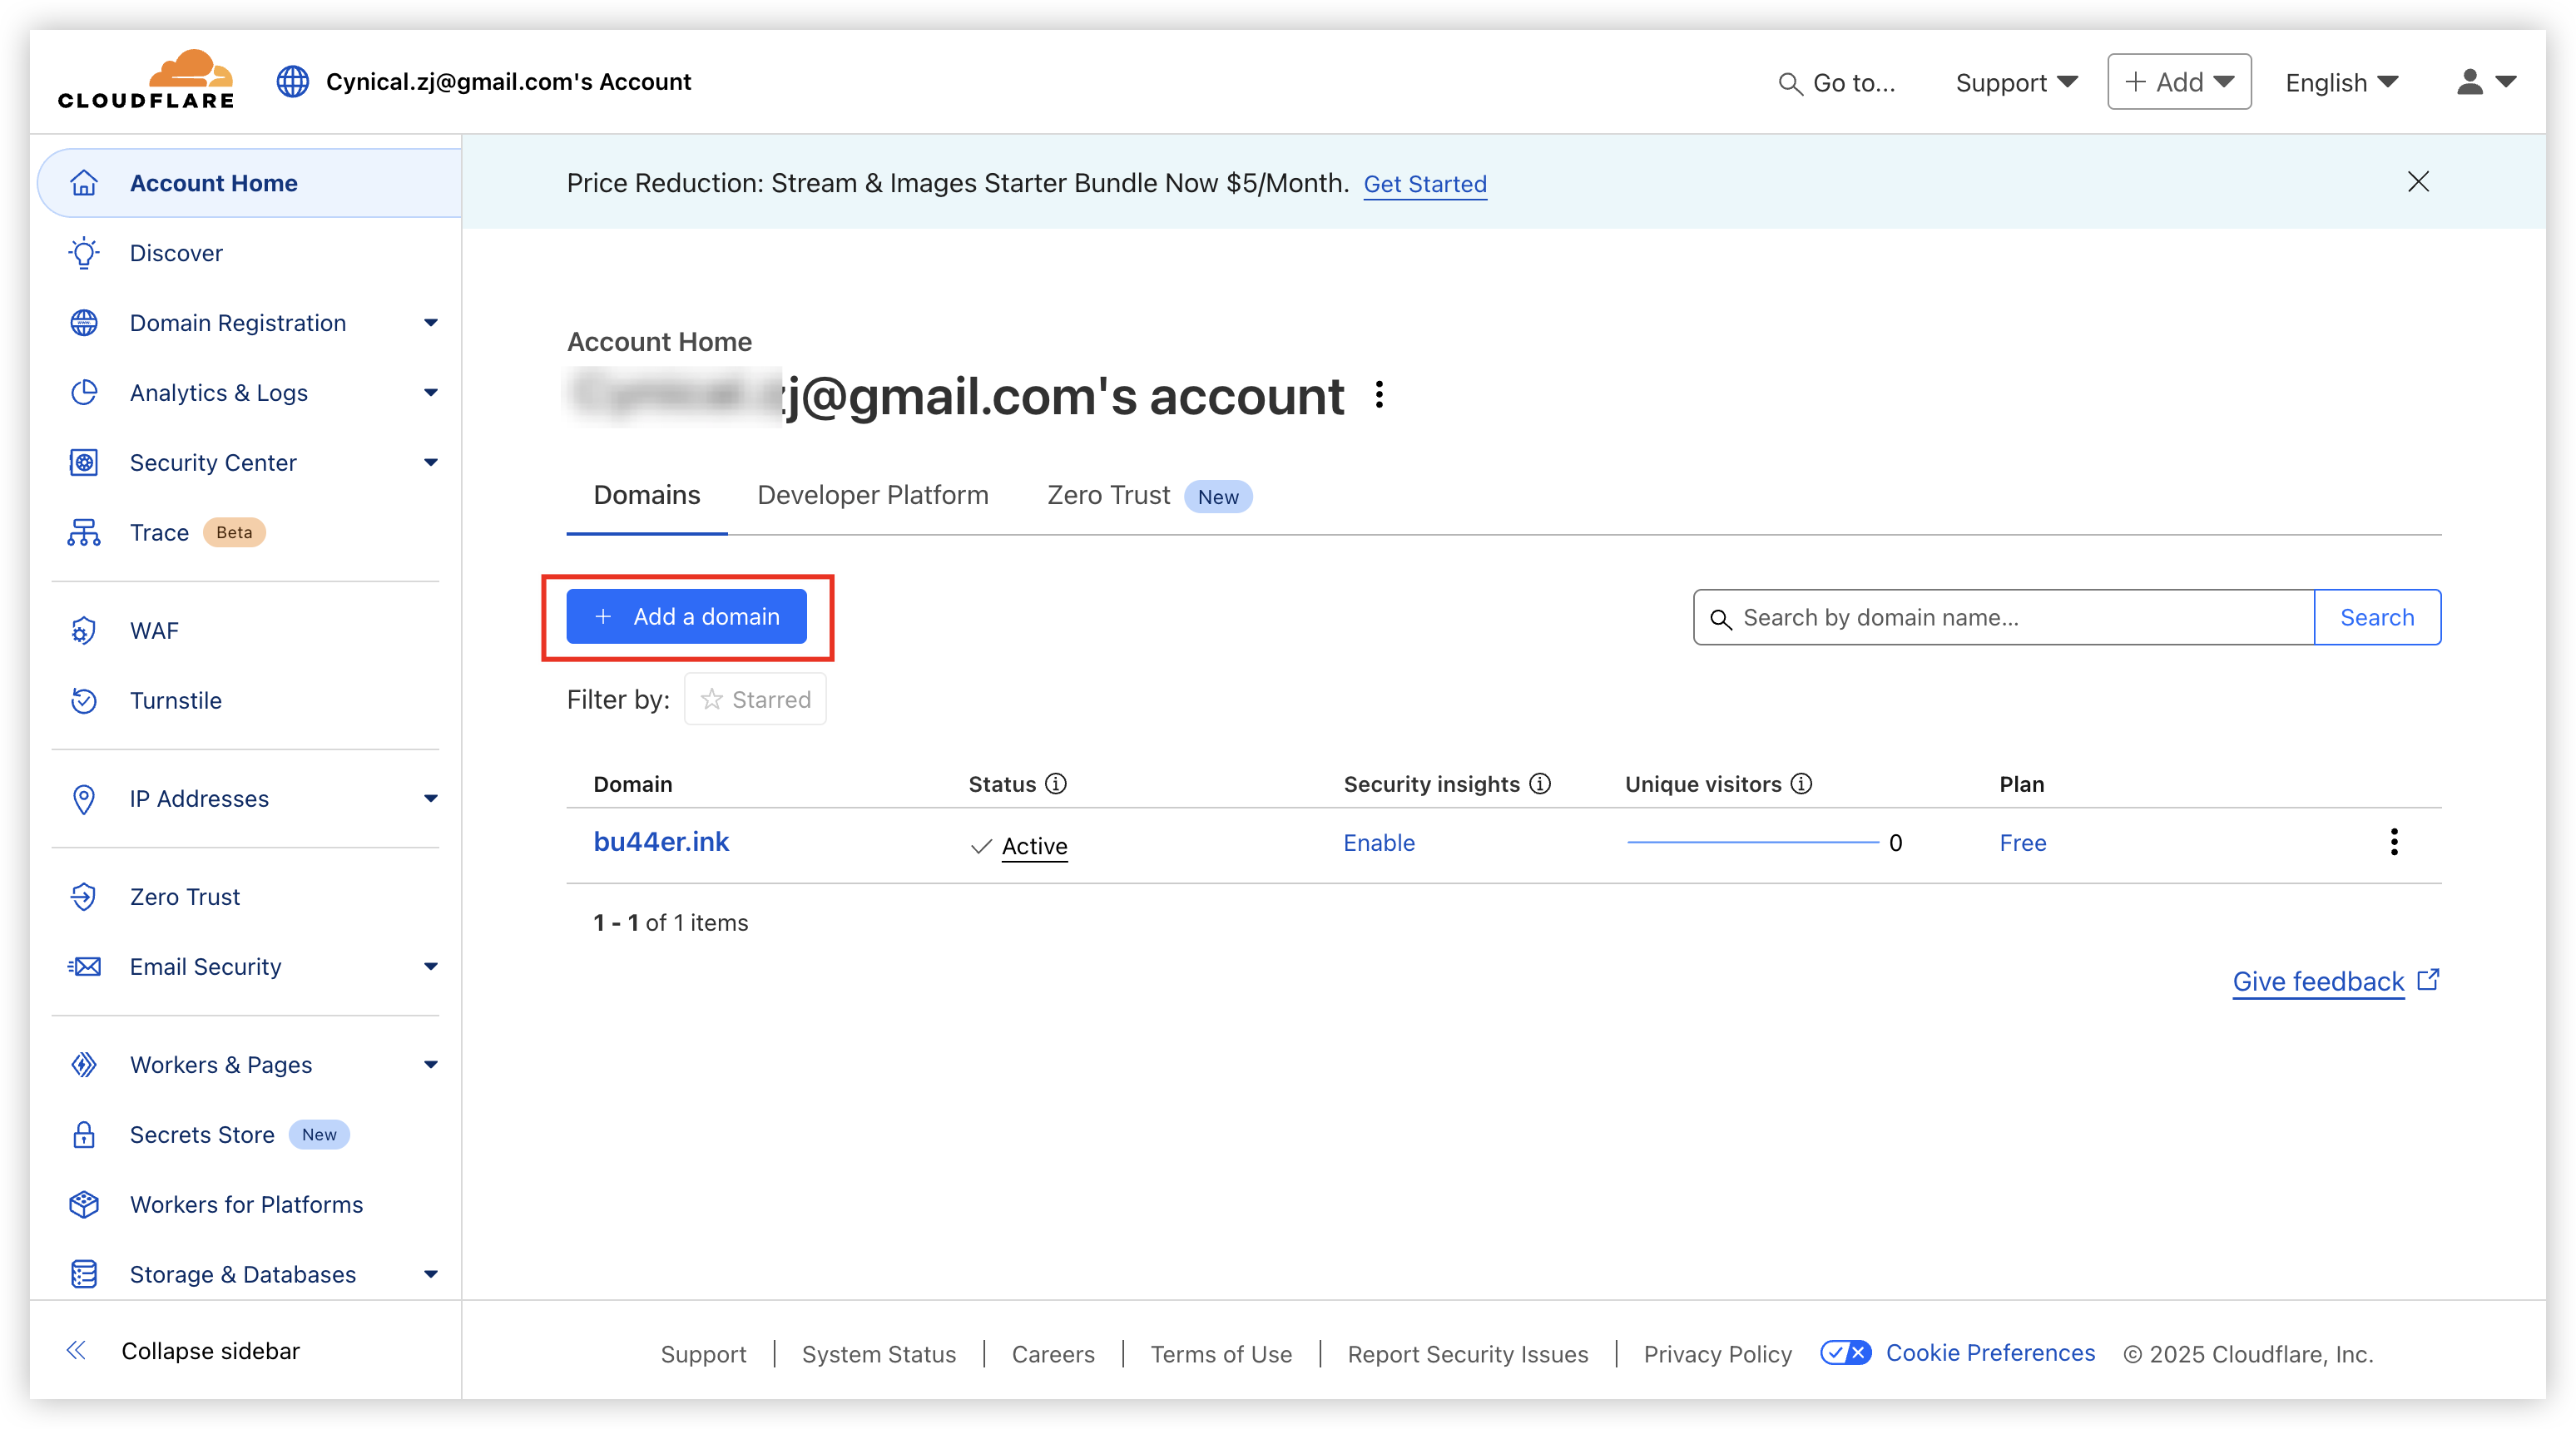 CLOUDFLARE
Cynical.zj@gmail.com's Account
Go to...
Support
+ Add
English
Account Home
Discover
Domain Registration
Analytics & Logs
Security Center
Trace Beta
WAF
Turnstile
IP Addresses
Zero Trust
Email Security
Workers & Pages
Secrets Store New
Workers for Platforms
Storage & Databases
Collapse sidebar
Price Reduction: Stream & Images Starter Bundle Now $5/Month. Get Started
Account Home
zj@gmail.com's account
Domains Developer Platform Zero Trust New
+ Add a domain
Search by domain name... Search
Filter by: Starred
Domain Status Security insights Unique visitors Plan
bu44er.ink Active Enable 0 Free
1 - 1 of 1 items
Give feedback
Support | System Status | Careers | Terms of Use | Report Security Issues | Privacy Policy Cookie Preferences © 2025 Cloudflare, Inc.